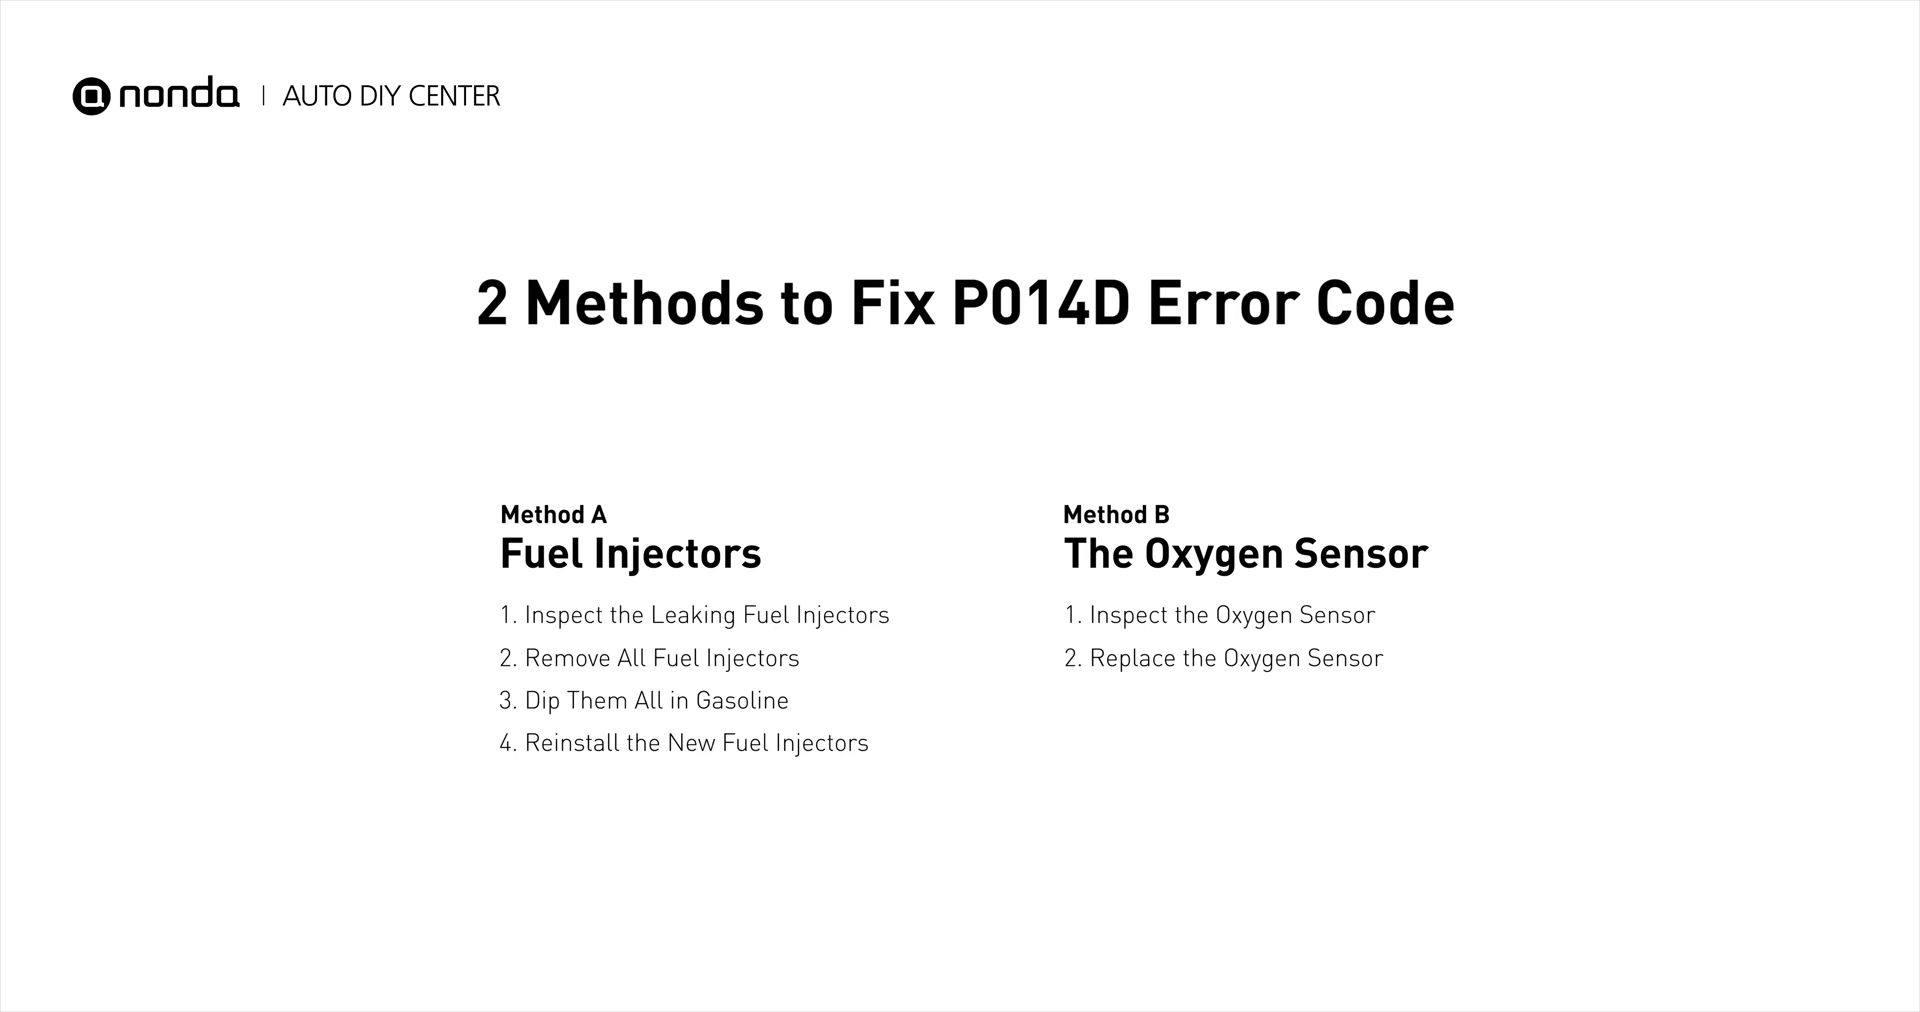 nonda | AUTO DIY CENTER
2 Methods to Fix P014D Error Code
Method A
Fuel Injectors
1. Inspect the Leaking Fuel Injectors
2. Remove All Fuel Injectors
3. Dip Them All in Gasoline
4. Reinstall the New Fuel Injectors
Method B
The Oxygen Sensor
1. Inspect the Oxygen Sensor
2. Replace the Oxygen Sensor